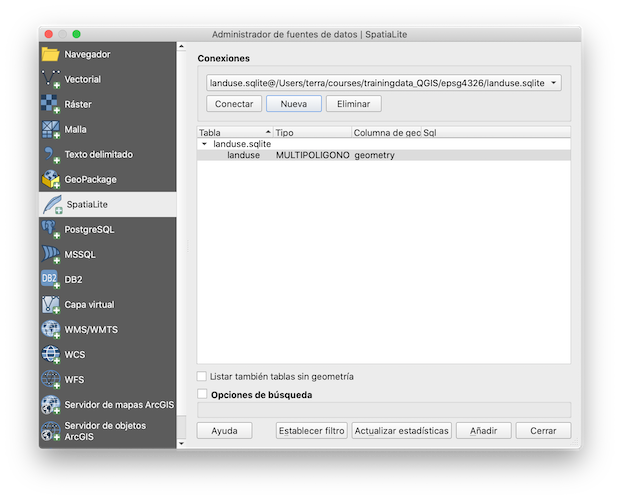 Administrador de fuentes de datos | SpatiaLite
Navegador
Vectorial
Ráster
Malla
Texto delimitado
GeoPackage
SpatiaLite
PostgreSQL
MSSQL
DB2
DB2
Capa virtual
WMS/WMTS
WCS
WFS
Servidor de mapas ArcGIS
Servidor de objetos
ArcGIS
Conexiones
landuse.sqlite@/Users/terra/courses/trainingdata_QGIS/epsg4326/landuse.sqlite
Conectar Nueva Eliminar
Tabla Tipo Columna de geo Sql
landuse.sqlite
landuse MULTIPOLIGONO geometry
Listar también tablas sin geometría
Opciones de búsqueda
Ayuda Establecer filtro Actualizar estadísticas Añadir Cerrar